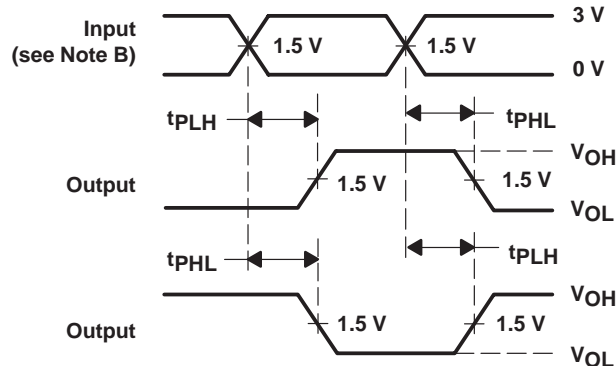 Input
(see Note B)
1.5 V
1.5 V
3 V
0 V
tPLH
tPHL
Output
1.5 V
1.5 V
VOH
VOL
tPHL
tPLH
Output
1.5 V
1.5 V
VOH
VOL